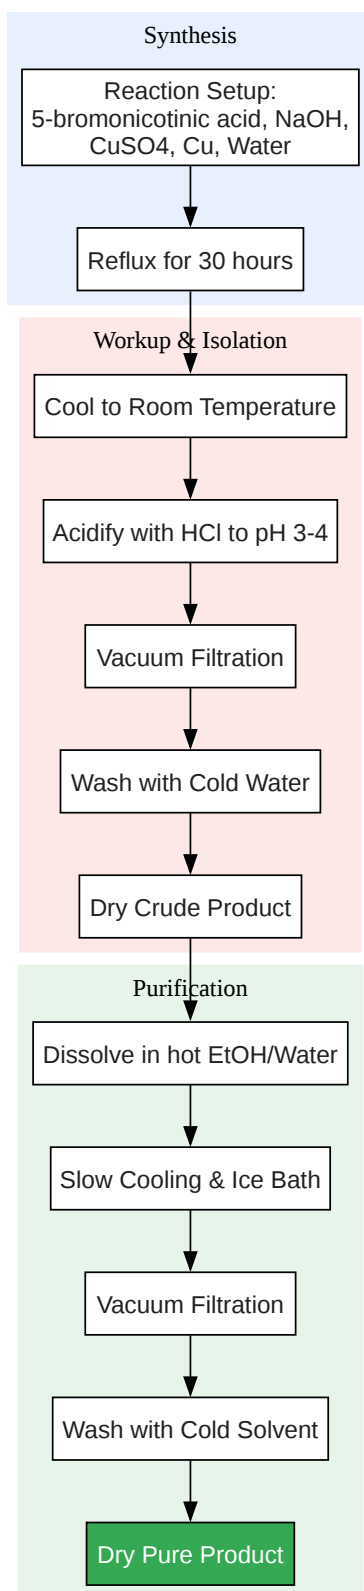 Synthesis
Reaction Setup:
5-bromonicotinic acid, NaOH,
CuSO4, Cu, Water
Reflux for 30 hours
Workup & Isolation
Cool to Room Temperature
Acidify with HCl to pH 3-4
Vacuum Filtration
Wash with Cold Water
Dry Crude Product
Purification
Dissolve in hot EtOH/Water
Slow Cooling & Ice Bath
Vacuum Filtration
Wash with Cold Solvent
Dry Pure Product